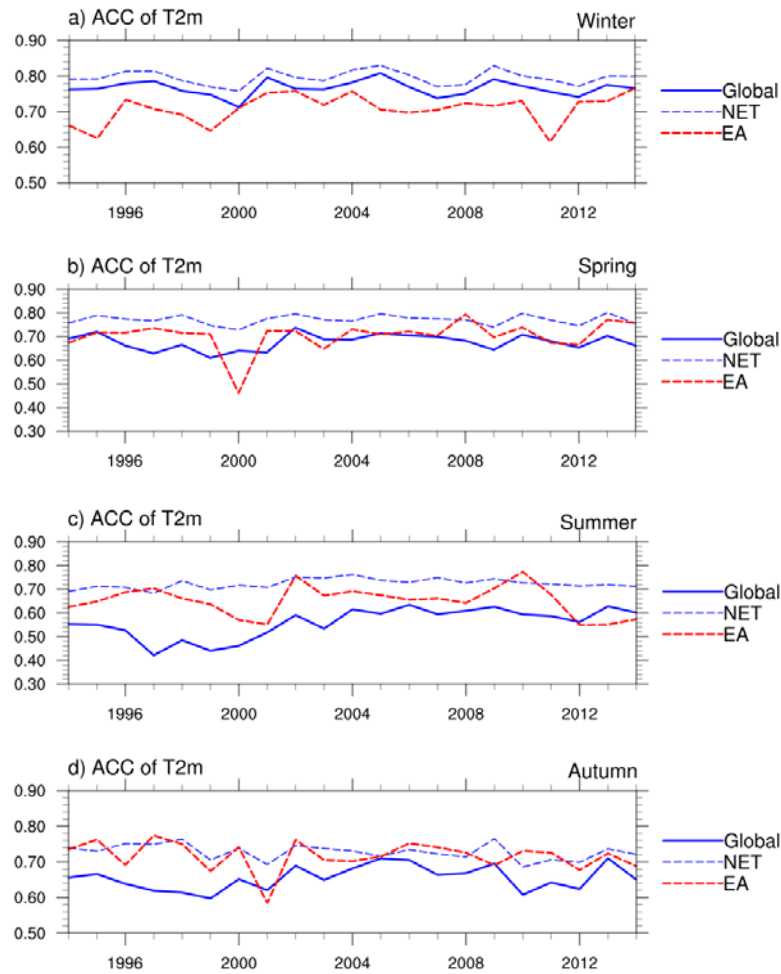 a) ACC of T2m Winter
0.90
0.80
0.70
0.60
0.50
1996 2000 2004 2008 2012
Global
NET
EA
b) ACC of T2m Spring
0.90
0.80
0.70
0.60
0.50
0.40
0.30
1996 2000 2004 2008 2012
Global
NET
EA
c) ACC of T2m Summer
0.90
0.80
0.70
0.60
0.50
0.40
0.30
1996 2000 2004 2008 2012
Global
NET
EA
d) ACC of T2m Autumn
0.90
0.80
0.70
0.60
0.50
1996 2000 2004 2008 2012
Global
NET
EA